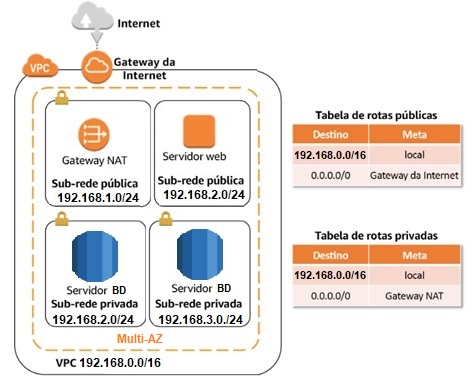 Internet
VPC
Gateway da
Internet
Gateway NAT
Sub-rede pública
192.168.1.0/24
Servidor web
Sub-rede pública
192.168.2.0/24
Servidor BD
Sub-rede privada
192.168.2.0/24
Servidor BD
Sub-rede privada
192.168.3.0./24
Multi-AZ
VPC 192.168.0.0/16
Tabela de rotas públicas
Destino Meta
192.168.0.0/16 local
0.0.0.0/0 Gateway da Internet
Tabela de rotas privadas
Destino Meta
192.168.0.0/16 local
0.0.0.0/0 Gateway NAT